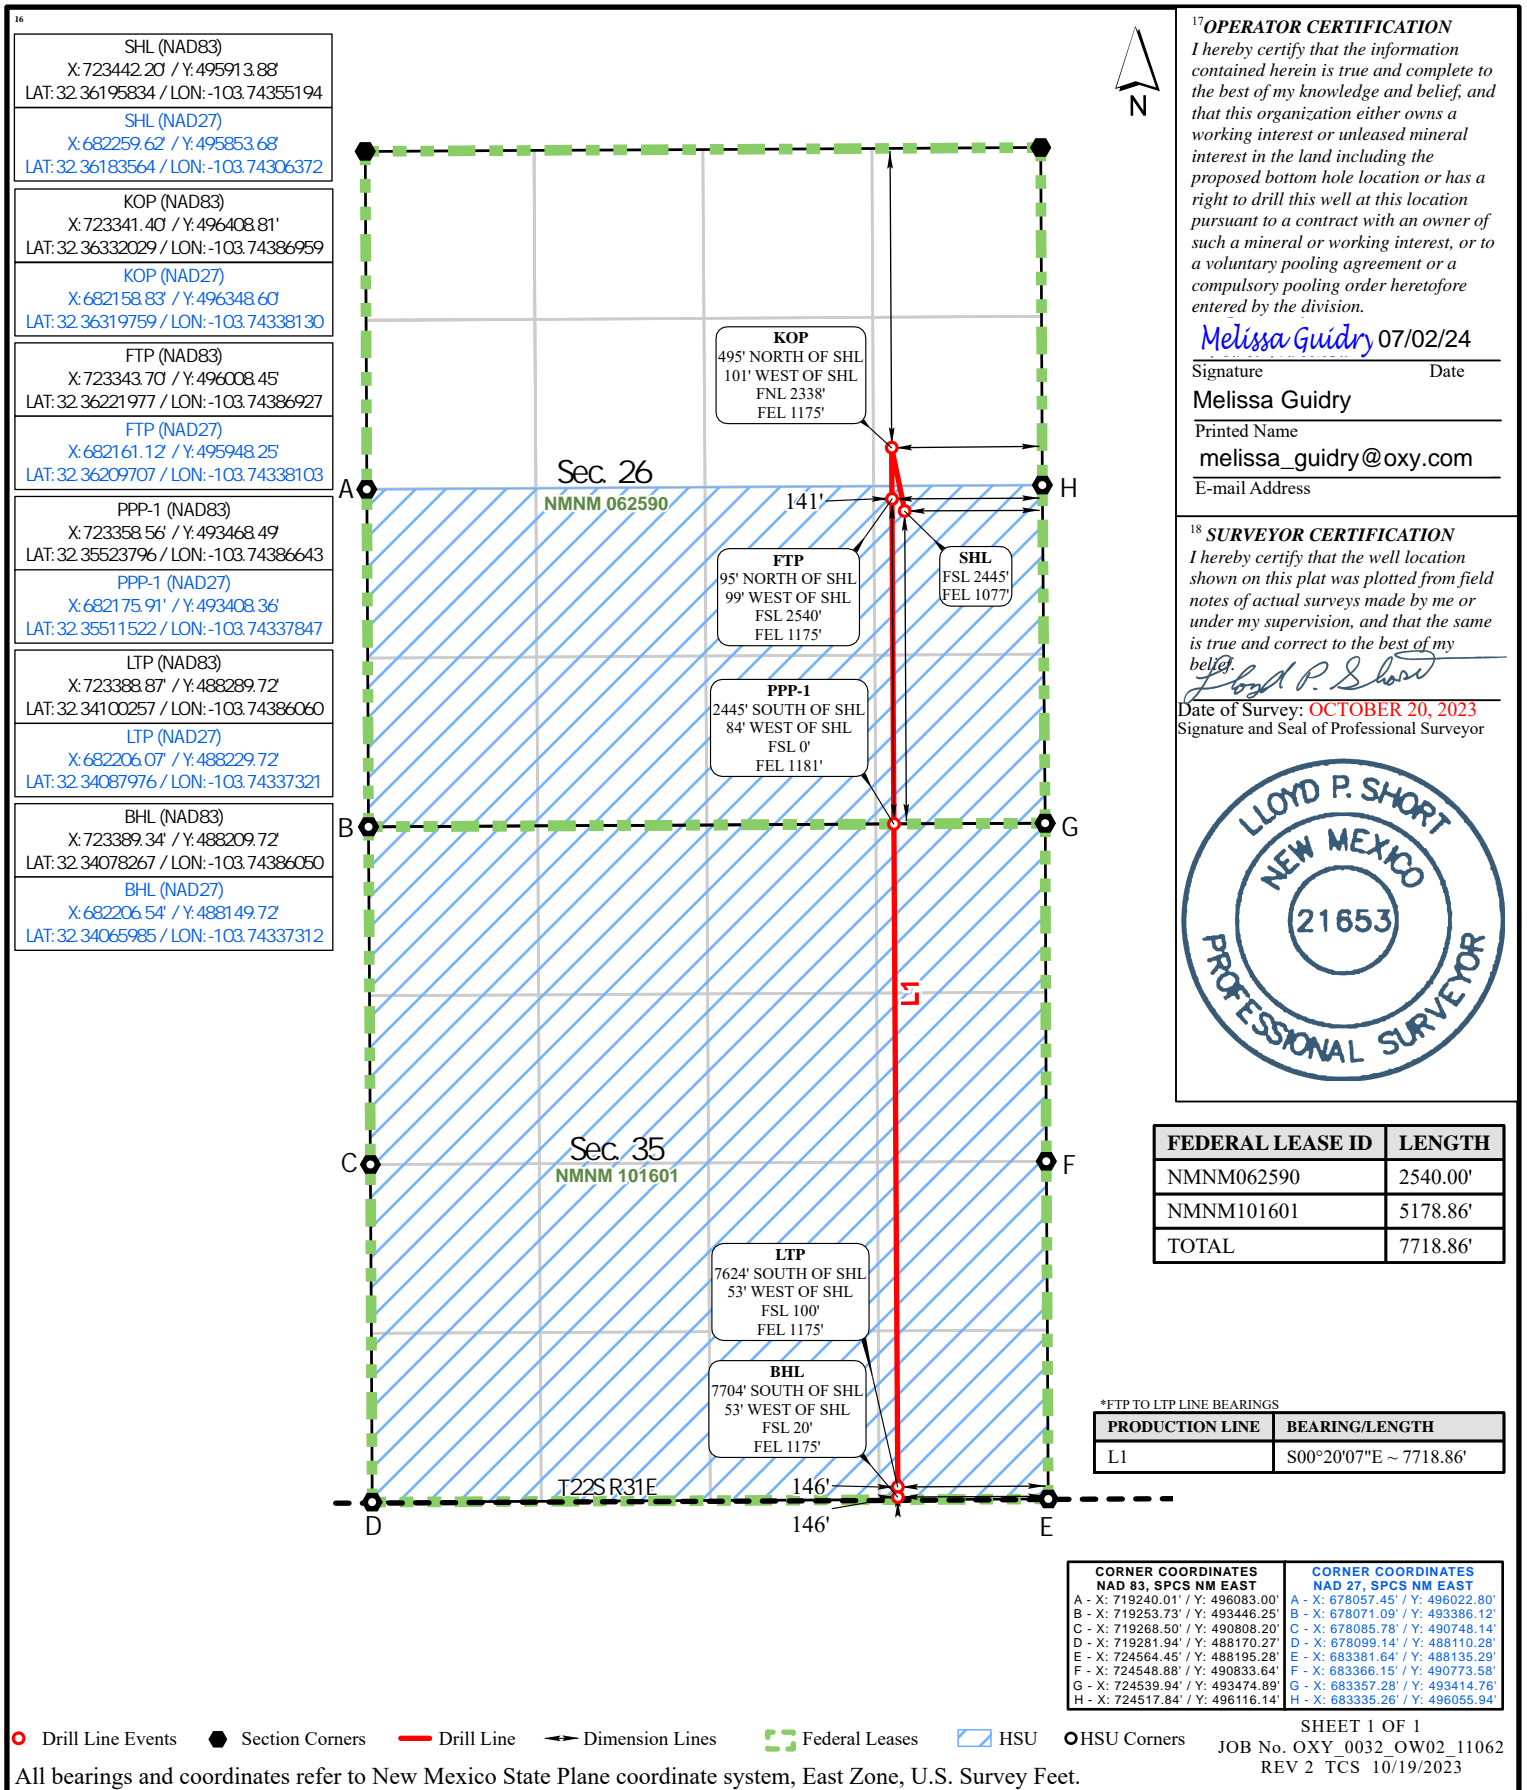 16
SHL (NAD83)
X: 723442.20' / Y: 495913.88'
LAT: 32.36195834 / LON: -103.74355194
SHL (NAD27)
X: 682259.62' / Y: 495853.68'
LAT: 32.36183564 / LON: -103.74306372
KOP (NAD83)
X: 723341.40' / Y: 496408.81'
LAT: 32.36332029 / LON: -103.74386959
KOP (NAD27)
X: 682158.83' / Y: 496348.60'
LAT: 32.36319759 / LON: -103.74338130
FTP (NAD83)
X: 723343.70' / Y: 496008.45'
LAT: 32.36221977 / LON: -103.74386927
FTP (NAD27)
X: 682161.12' / Y: 495948.25'
LAT: 32.36209707 / LON: -103.74338103
PPP-1 (NAD83)
X: 723358.56' / Y: 493468.49'
LAT: 32.35523796 / LON: -103.74386643
PPP-1 (NAD27)
X: 682175.91' / Y: 493408.36'
LAT: 32.35511522 / LON: -103.74337847
LTP (NAD83)
X: 723388.87' / Y: 488289.72'
LAT: 32.34100257 / LON: -103.74386060
LTP (NAD27)
X: 682206.07' / Y: 488229.72'
LAT: 32.34087976 / LON: -103.74337321
BHL (NAD83)
X: 723389.34' / Y: 488209.72'
LAT: 32.34078267 / LON: -103.74386050
BHL (NAD27)
X: 682206.54' / Y: 488149.72'
LAT: 32.34065985 / LON: -103.74337312
N
KOP
495' NORTH OF SHL
101' WEST OF SHL
FNL 2338'
FEL 1175'
A
Sec. 26
NMNM 062590
141'
H
FTP
95' NORTH OF SHL
99' WEST OF SHL
FSL 2540'
FEL 1175'
SHL
FSL 2445'
FEL 1077'
PPP-1
2445' SOUTH OF SHL
84' WEST OF SHL
FSL 0'
FEL 1181'
B
G
L1
C
Sec. 35
NMNM 101601
F
LTP
7624' SOUTH OF SHL
53' WEST OF SHL
FSL 100'
FEL 1175'
BHL
7704' SOUTH OF SHL
53' WEST OF SHL
FSL 20'
FEL 1175'
T22S R31E
146'
146'
D
E
17 OPERATOR CERTIFICATION
I hereby certify that the information
contained herein is true and complete to
the best of my knowledge and belief, and
that this organization either owns a
working interest or unleased mineral
interest in the land including the
proposed bottom hole location or has a
right to drill this well at this location
pursuant to a contract with an owner of
such a mineral or working interest, or to
a voluntary pooling agreement or a
compulsory pooling order heretofore
entered by the division.
Melissa Guidry 07/02/24
Signature Date
Melissa Guidry
Printed Name
melissa_guidry@oxy.com
E-mail Address
18 SURVEYOR CERTIFICATION
I hereby certify that the well location
shown on this plat was plotted from field
notes of actual surveys made by me or
under my supervision, and that the same
is true and correct to the best of my
belief.
Lloyd P. Short
Date of Survey: OCTOBER 20, 2023
Signature and Seal of Professional Surveyor
LLOYD P. SHORT
NEW MEXICO
21653
PROFESSIONAL SURVEYOR
FEDERAL LEASE ID LENGTH
NMNM062590 2540.00'
NMNM101601 5178.86'
TOTAL 7718.86'
*FTP TO LTP LINE BEARINGS
PRODUCTION LINE BEARING/LENGTH
L1 S00°20'07"E ~ 7718.86'
CORNER COORDINATES
NAD 83, SPCS NM EAST
A - X: 719240.01' / Y: 496083.00'
B - X: 719253.73' / Y: 493446.25'
C - X: 719268.50' / Y: 490808.20'
D - X: 719281.94' / Y: 488170.27'
E - X: 724564.45' / Y: 488195.28'
F - X: 724548.88' / Y: 490833.64'
G - X: 724539.94' / Y: 493474.89'
H - X: 724517.84' / Y: 496116.14'
CORNER COORDINATES
NAD 27, SPCS NM EAST
A - X: 678057.45' / Y: 496022.80'
B - X: 678071.09' / Y: 493386.12'
C - X: 678085.78' / Y: 490748.14'
D - X: 678099.14' / Y: 488110.28'
E - X: 683381.64' / Y: 488135.29'
F - X: 683366.15' / Y: 490773.58'
G - X: 683357.28' / Y: 493414.76'
H - X: 683335.26' / Y: 496055.94'
Drill Line Events Section Corners Drill Line Dimension Lines Federal Leases HSU HSU Corners
SHEET 1 OF 1
JOB No. OXY_0032_OW02_11062
REV 2 TCS 10/19/2023
All bearings and coordinates refer to New Mexico State Plane coordinate system, East Zone, U.S. Survey Feet.